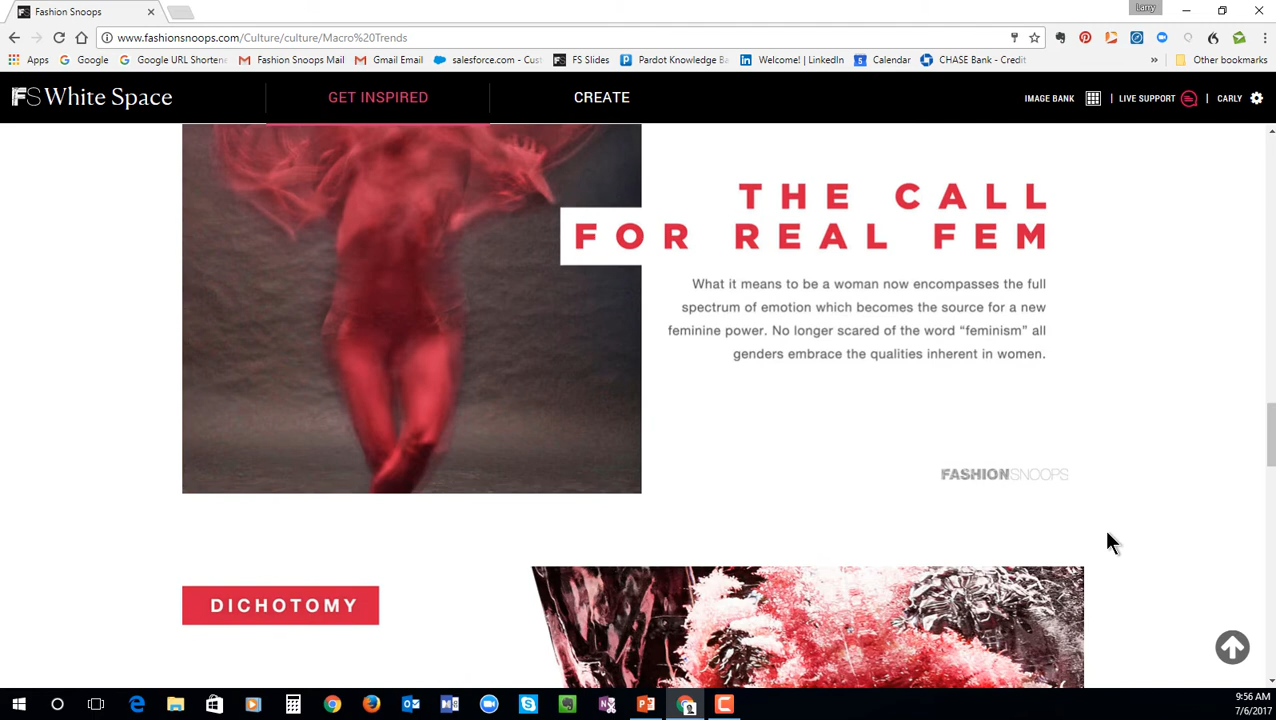 Fashion Snoops
Larry
www.fashionsnoops.com/Culture/culture/Macro%20Trends
Apps Google Google URL Shortene Fashion Snoops Mail Gmail Email salesforce.com - Cust FS Slides Pardot Knowledge Ba Welcome! | LinkedIn Calendar CHASE Bank - Credit » Other bookmarks
FS White Space GET INSPIRED CREATE IMAGE BANK | LIVE SUPPORT | CARLY
THE CALL
FOR REAL FEM
What it means to be a woman now encompasses the full
spectrum of emotion which becomes the source for a new
feminine power. No longer scared of the word “feminism” all
genders embrace the qualities inherent in women.
FASHIONSNOOPS
DICHOTOMY
9:56 AM
7/6/2017